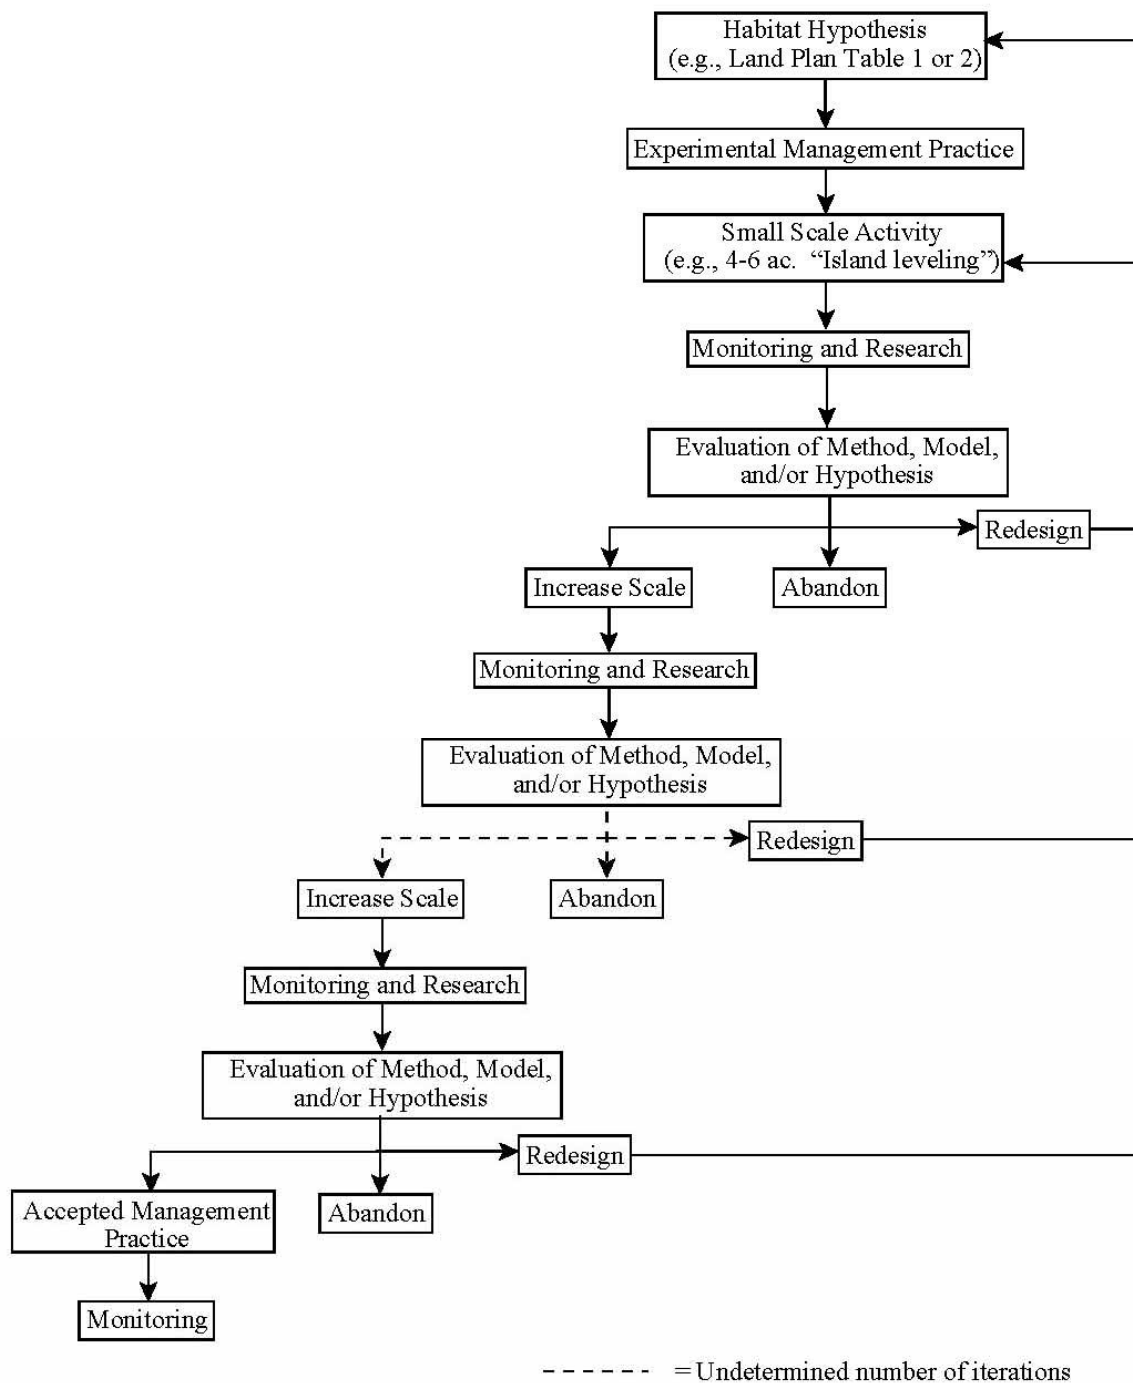 Habitat Hypothesis
(e.g., Land Plan Table 1 or 2)
Experimental Management Practice
Small Scale Activity
(e.g., 4-6 ac. “Island leveling”)
Monitoring and Research
Evaluation of Method, Model,
and/or Hypothesis
Redesign
Increase Scale
Abandon
Monitoring and Research
Evaluation of Method, Model,
and/or Hypothesis
Redesign
Increase Scale
Abandon
Monitoring and Research
Evaluation of Method, Model,
and/or Hypothesis
Redesign
Accepted Management
Practice
Abandon
Monitoring
= Undetermined number of iterations